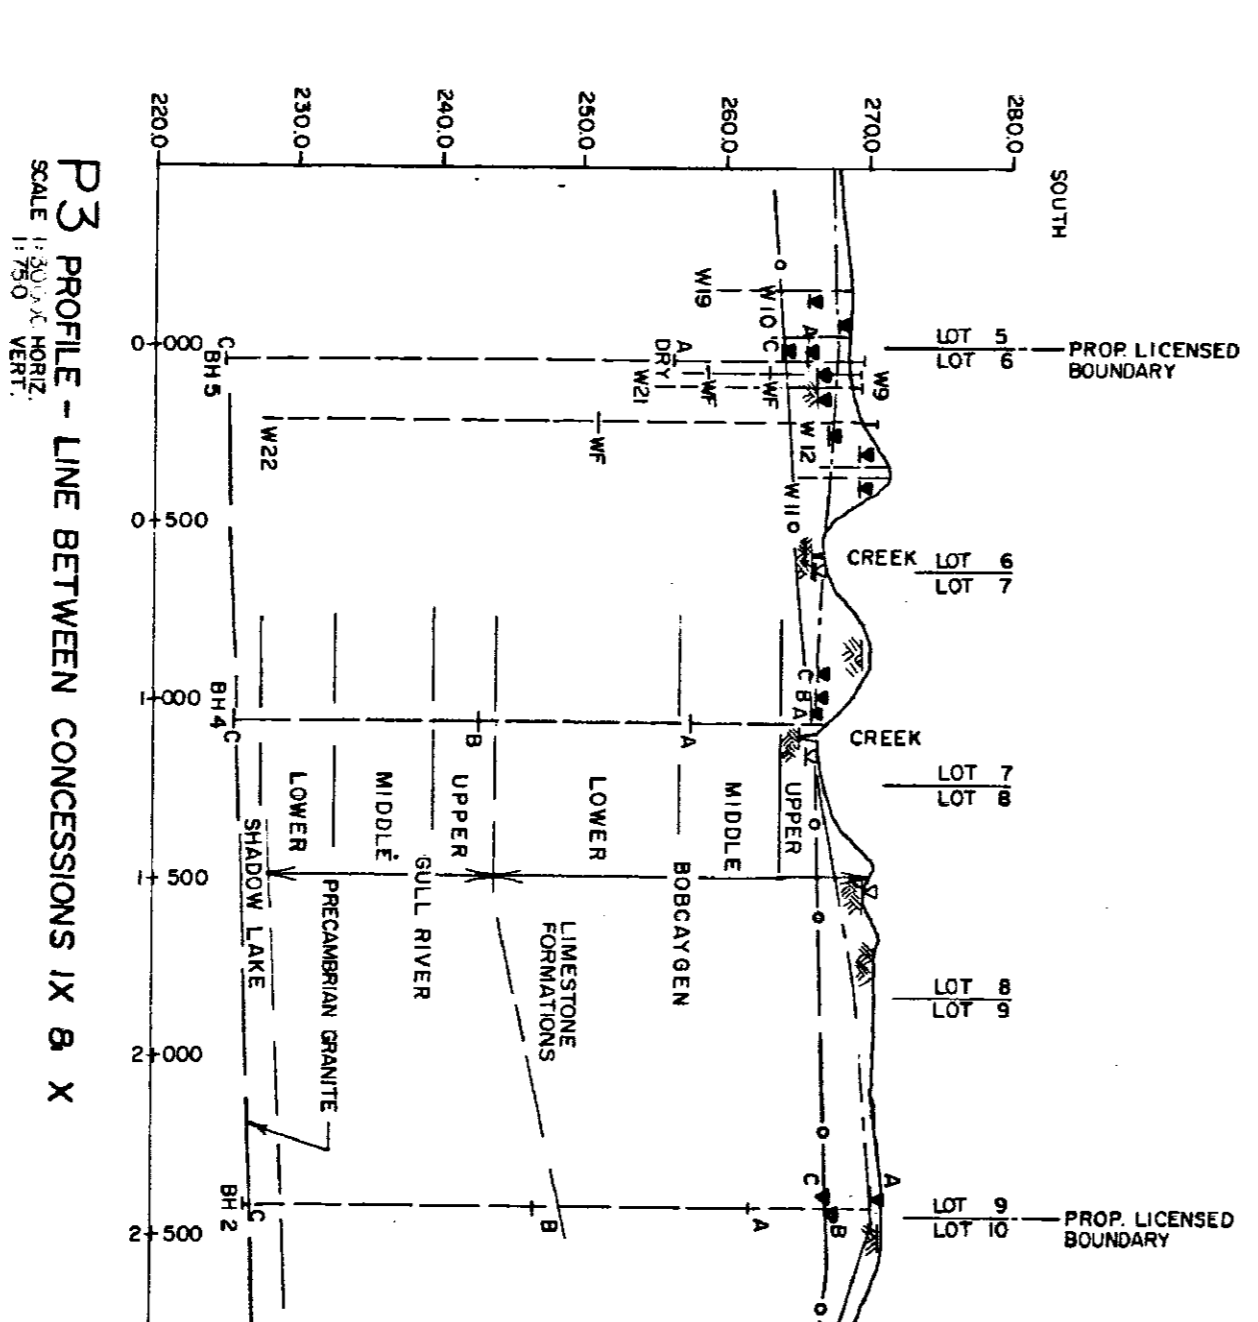 SOUTH
280.0
270.0
260.0
250.0
240.0
230.0
220.0
LOT 5
LOT 6
PROP. LICENSED
BOUNDARY
W19
W10
A
C
A
DRY
W21
WF
WF
W9
C
BH 5
W22
WF
W 12
W 11
0+000
0+500
1+000
1+500
2+000
2+500
CREEK
LOT 6
LOT 7
C
B
A
BH 4
C
B
A
CREEK
LOT 7
LOT 8
UPPER
MIDDLE
LOWER
BOBCAYGEN
UPPER
MIDDLE
LOWER
GULL RIVER
SHADOW LAKE
PRECAMBRIAN GRANITE
LIMESTONE
FORMATIONS
LOT 8
LOT 9
A
C
B
BH 2
C
B
A
LOT 9
LOT 10
PROP. LICENSED
BOUNDARY
P3 PROFILE - LINE BETWEEN CONCESSIONS IX & X
SCALE HORIZ.
1:750 VERT.